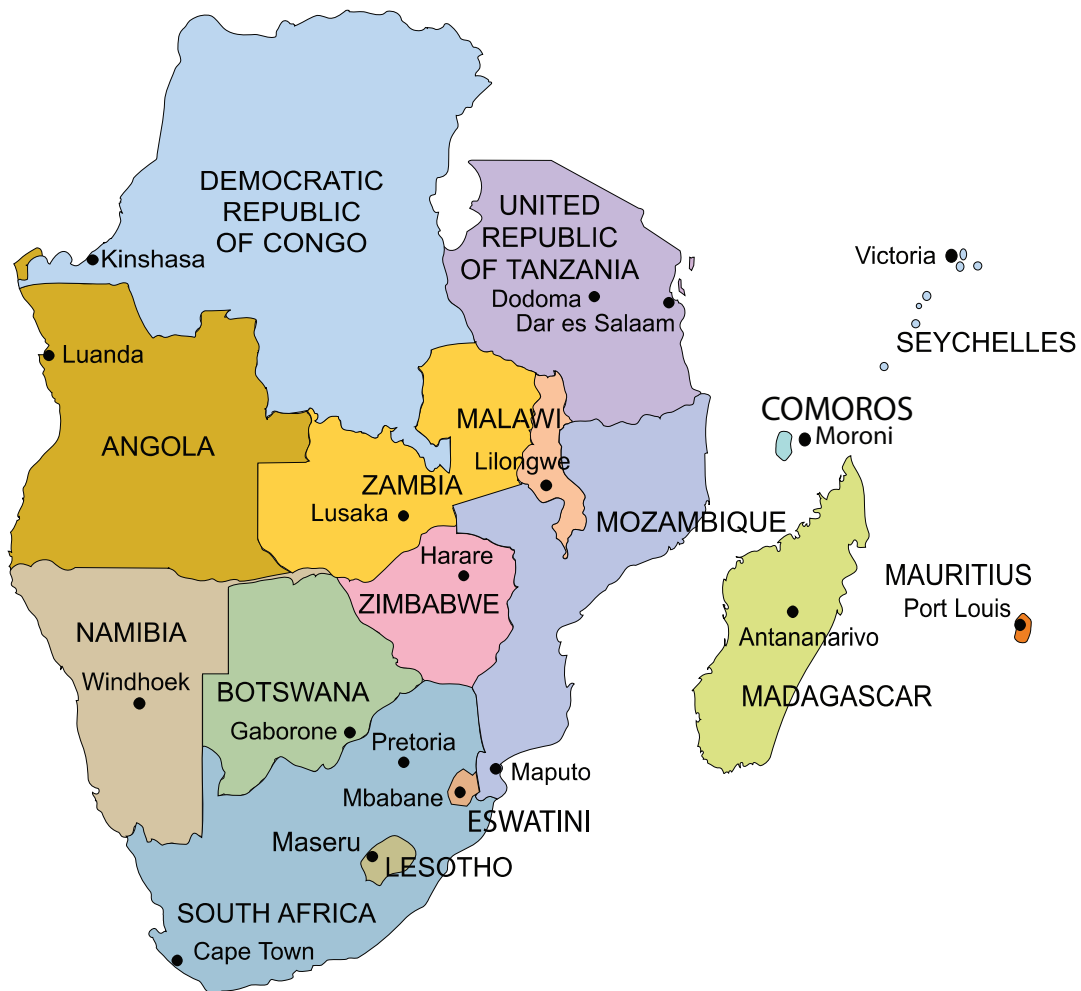 DEMOCRATIC
REPUBLIC
OF CONGO
Kinshasa
UNITED
REPUBLIC
OF TANZANIA
Dodoma
Dar es Salaam
Victoria
SEYCHELLES
Luanda
ANGOLA
MALAWI
Lilongwe
COMOROS
Moroni
ZAMBIA
Lusaka
MOZAMBIQUE
Harare
ZIMBABWE
MAURITIUS
Port Louis
Antananarivo
MADAGASCAR
NAMIBIA
Windhoek
BOTSWANA
Gaborone
Pretoria
Maputo
Mbabane
ESWATINI
Maseru
LESOTHO
SOUTH AFRICA
Cape Town